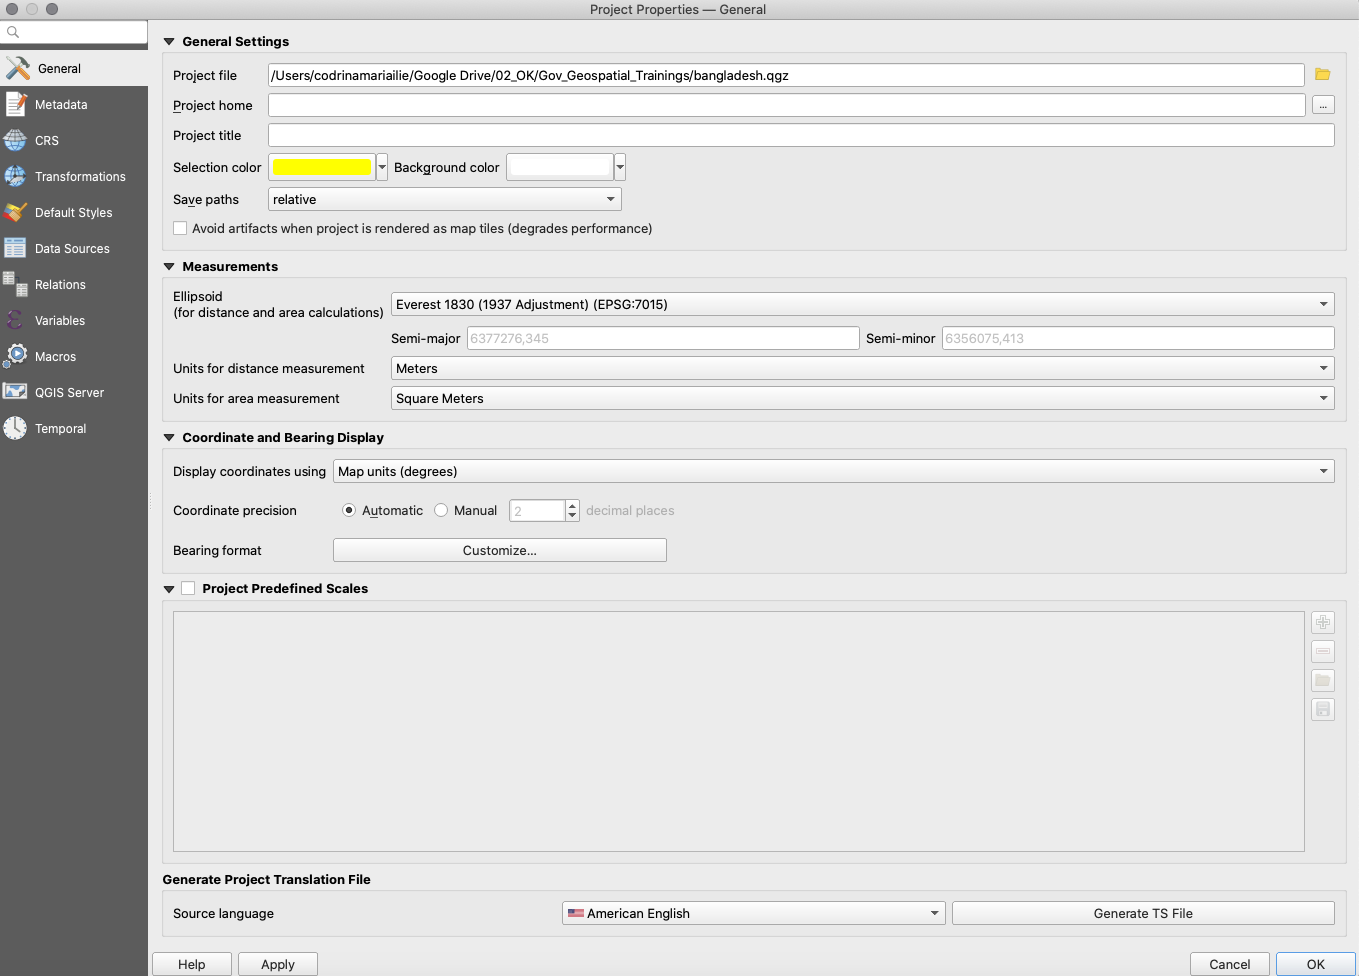 Project Properties — General
General
Metadata
CRS
Transformations
Default Styles
Data Sources
Relations
Variables
Macros
QGIS Server
Temporal
General Settings
Project file /Users/codrinamariailie/Google Drive/02_OK/Gov_Geospatial_Trainings/bangladesh.qgz
Project home ...
Project title
Selection color Background color
Save paths relative
Avoid artifacts when project is rendered as map tiles (degrades performance)
Measurements
Ellipsoid
(for distance and area calculations) Everest 1830 (1937 Adjustment) (EPSG:7015)
Semi-major 6377276,345 Semi-minor 6356075,413
Units for distance measurement Meters
Units for area measurement Square Meters
Coordinate and Bearing Display
Display coordinates using Map units (degrees)
Coordinate precision Automatic Manual 2 decimal places
Bearing format Customize...
Project Predefined Scales
Generate Project Translation File
Source language American English Generate TS File
Help Apply Cancel OK